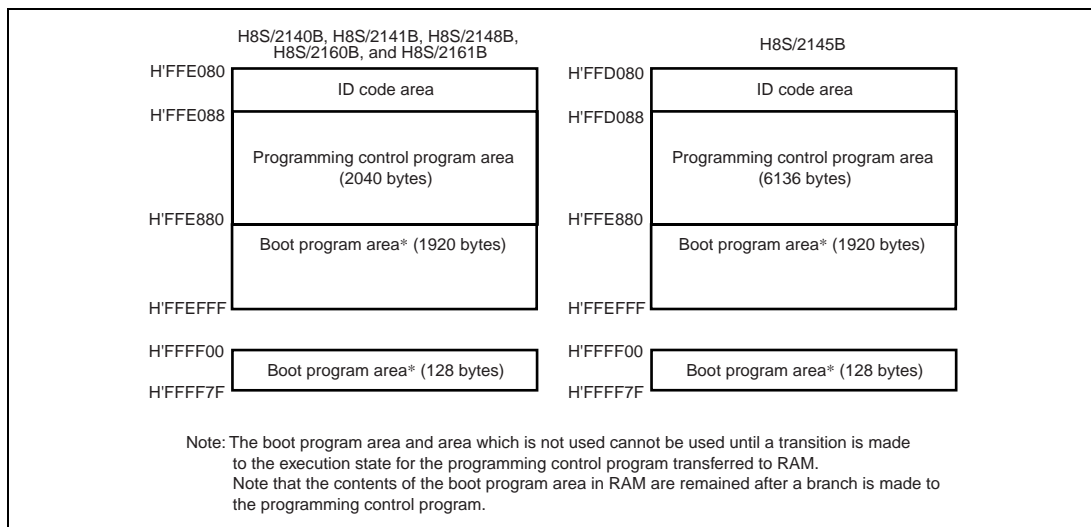 H8S/2140B, H8S/2141B, H8S/2148B,
H8S/2160B, and H8S/2161B
H'FFE080
ID code area
H'FFE088
Programming control program area
(2040 bytes)
H'FFE880
Boot program area* (1920 bytes)
H'FFEFFF
H'FFFF00
Boot program area* (128 bytes)
H'FFFF7F
H8S/2145B
H'FFD080
ID code area
H'FFD088
Programming control program area
(6136 bytes)
H'FFE880
Boot program area* (1920 bytes)
H'FFEFFF
H'FFFF00
Boot program area* (128 bytes)
H'FFFF7F
Note: The boot program area and area which is not used cannot be used until a transition is made
to the execution state for the programming control program transferred to RAM.
Note that the contents of the boot program area in RAM are remained after a branch is made to
the programming control program.